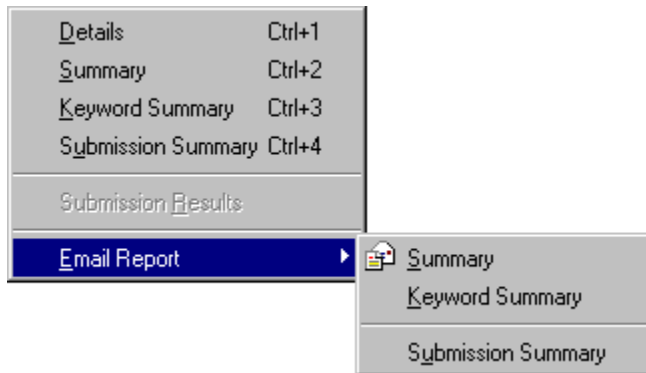 Details Ctrl+1
Summary Ctrl+2
Keyword Summary Ctrl+3
Submission Summary Ctrl+4
Submission Results
Email Report
Summary
Keyword Summary
Submission Summary